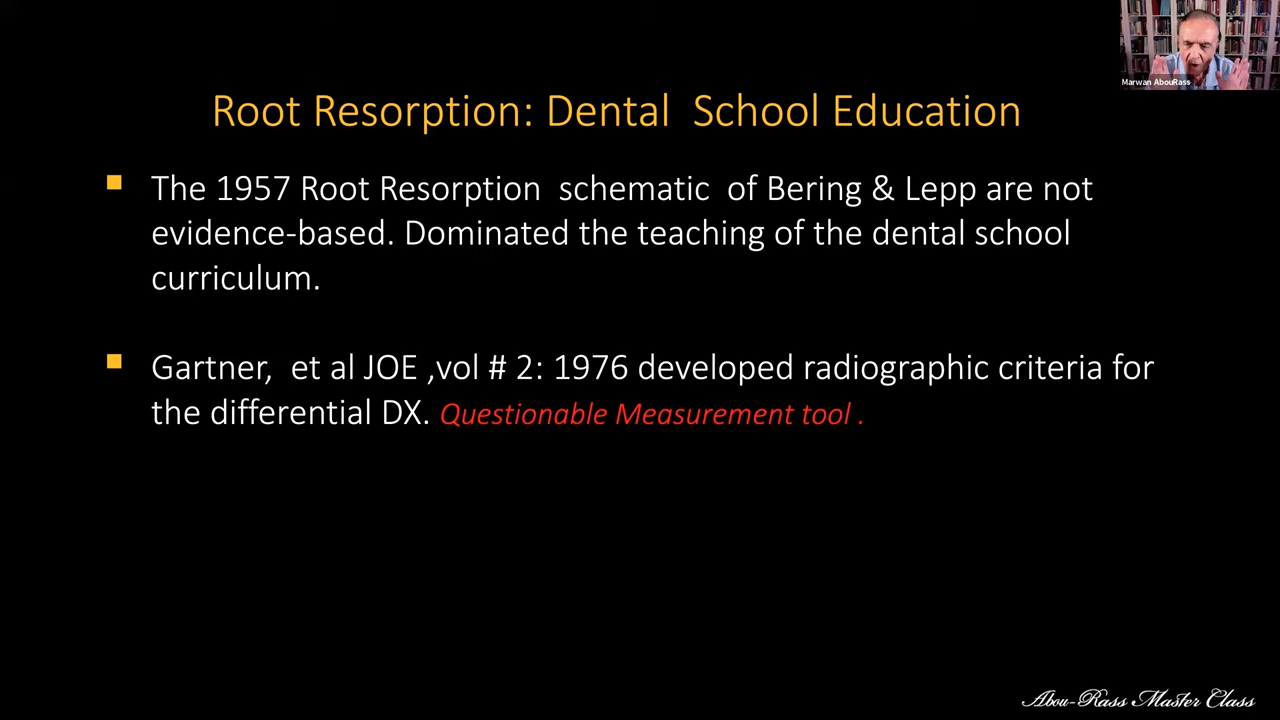 Marwan AbouRass
Root Resorption: Dental School Education
The 1957 Root Resorption schematic of Bering & Lepp are not
evidence-based. Dominated the teaching of the dental school
curriculum.
Gartner, et al JOE ,vol # 2: 1976 developed radiographic criteria for
the differential DX. Questionable Measurement tool .
Abou-Rass Master Class